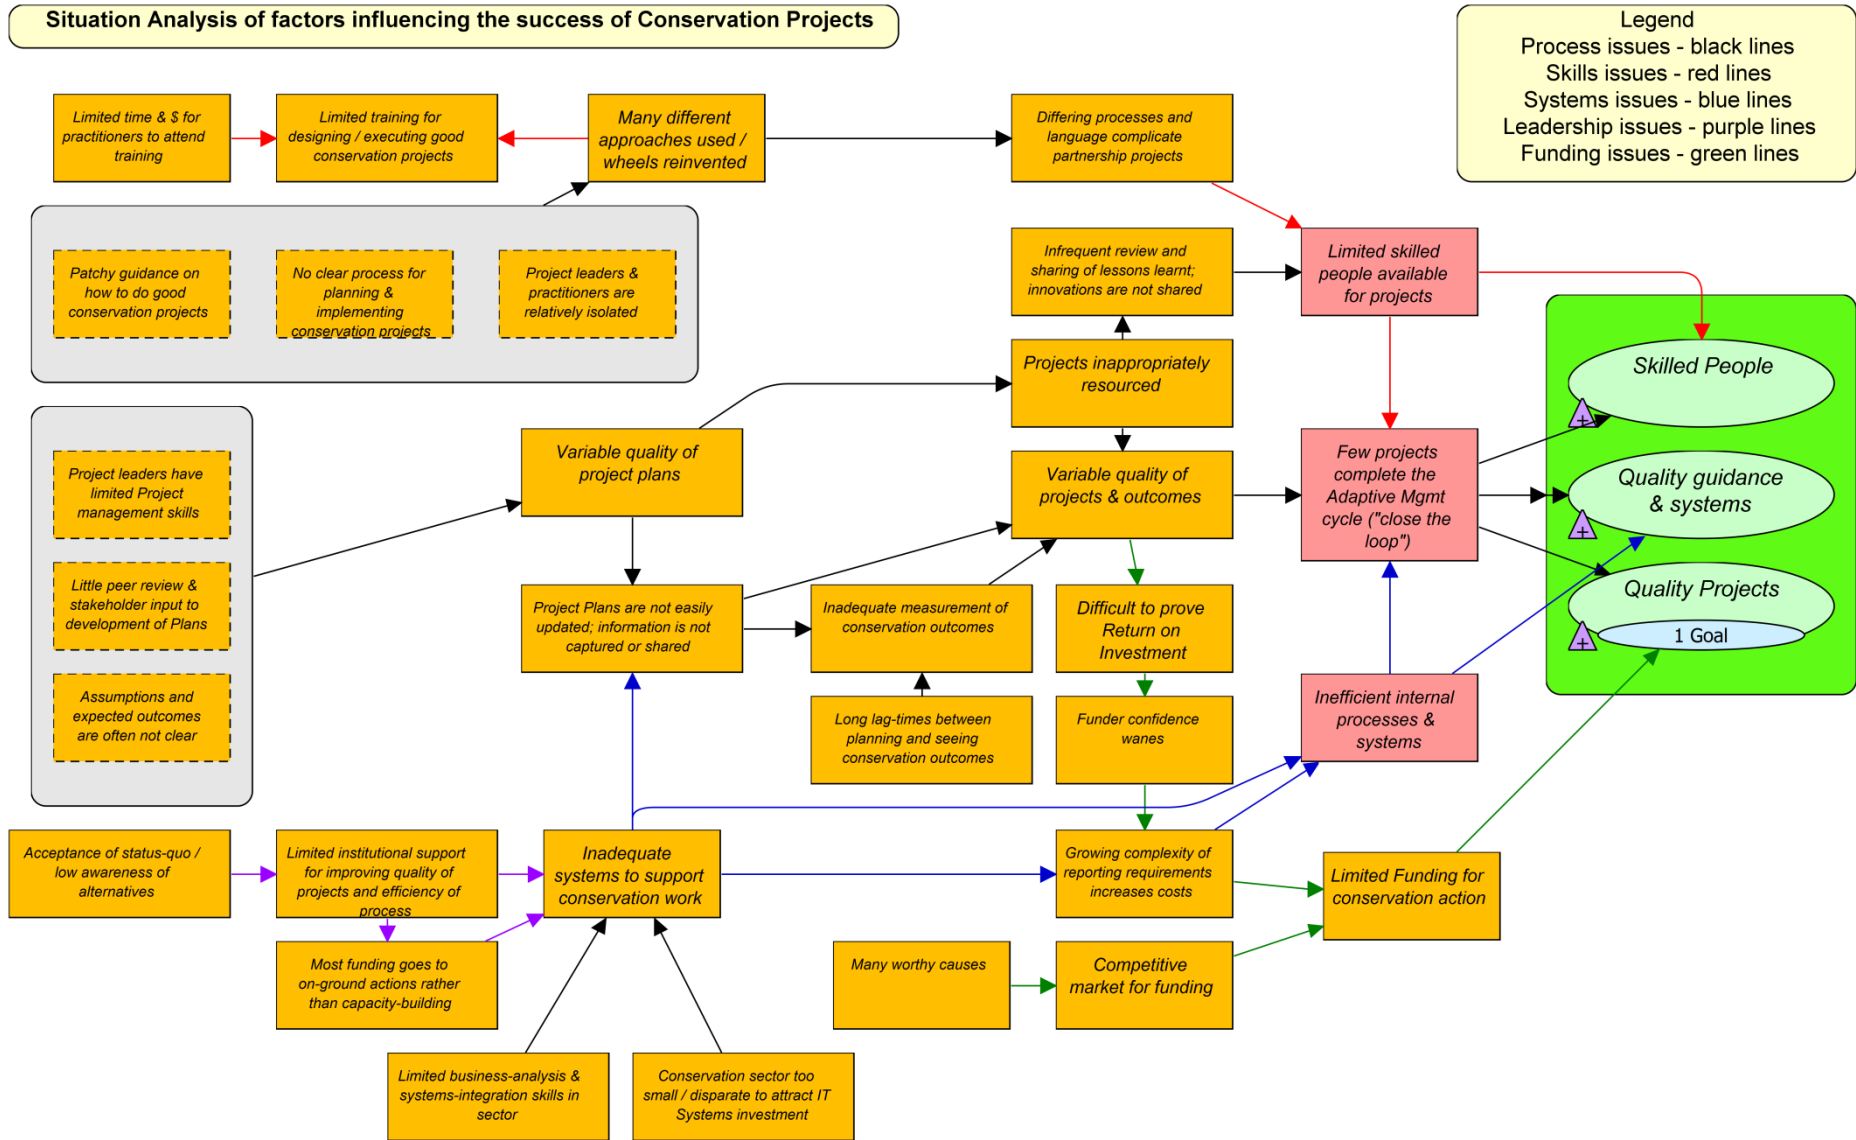 Situation Analysis of factors influencing the success of Conservation Projects
Legend
Process issues - black lines
Skills issues - red lines
Systems issues - blue lines
Leadership issues - purple lines
Funding issues - green lines
Limited time & $ for
practitioners to attend
training
Limited training for
designing / executing good
conservation projects
Many different
approaches used /
wheels reinvented
Differing processes and
language complicate
partnership projects
Patchy guidance on
how to do good
conservation projects
No clear process for
planning &
implementing
conservation projects
Project leaders &
practitioners are
relatively isolated
Infrequent review and
sharing of lessons learnt;
innovations are not shared
Limited skilled
people available
for projects
Projects inappropriately
resourced
Skilled People
+
Project leaders have
limited Project
management skills
Variable quality of
project plans
Variable quality of
projects & outcomes
Few projects
complete the
Adaptive Mgmt
cycle ("close the
loop")
Quality guidance
& systems
+
Little peer review &
stakeholder input to
development of Plans
Project Plans are not easily
updated; information is not
captured or shared
Inadequate measurement of
conservation outcomes
Difficult to prove
Return on
Investment
Quality Projects
1 Goal
+
Assumptions and
expected outcomes
are often not clear
Long lag-times between
planning and seeing
conservation outcomes
Funder confidence
wanes
Inefficient internal
processes &
systems
Acceptance of status-quo /
low awareness of
alternatives
Limited institutional support
for improving quality of
projects and efficiency of
process
Inadequate
systems to support
conservation work
Growing complexity of
reporting requirements
increases costs
Limited Funding for
conservation action
Most funding goes to
on-ground actions rather
than capacity-building
Many worthy causes
Competitive
market for funding
Limited business-analysis &
systems-integration skills in
sector
Conservation sector too
small / disparate to attract IT
Systems investment